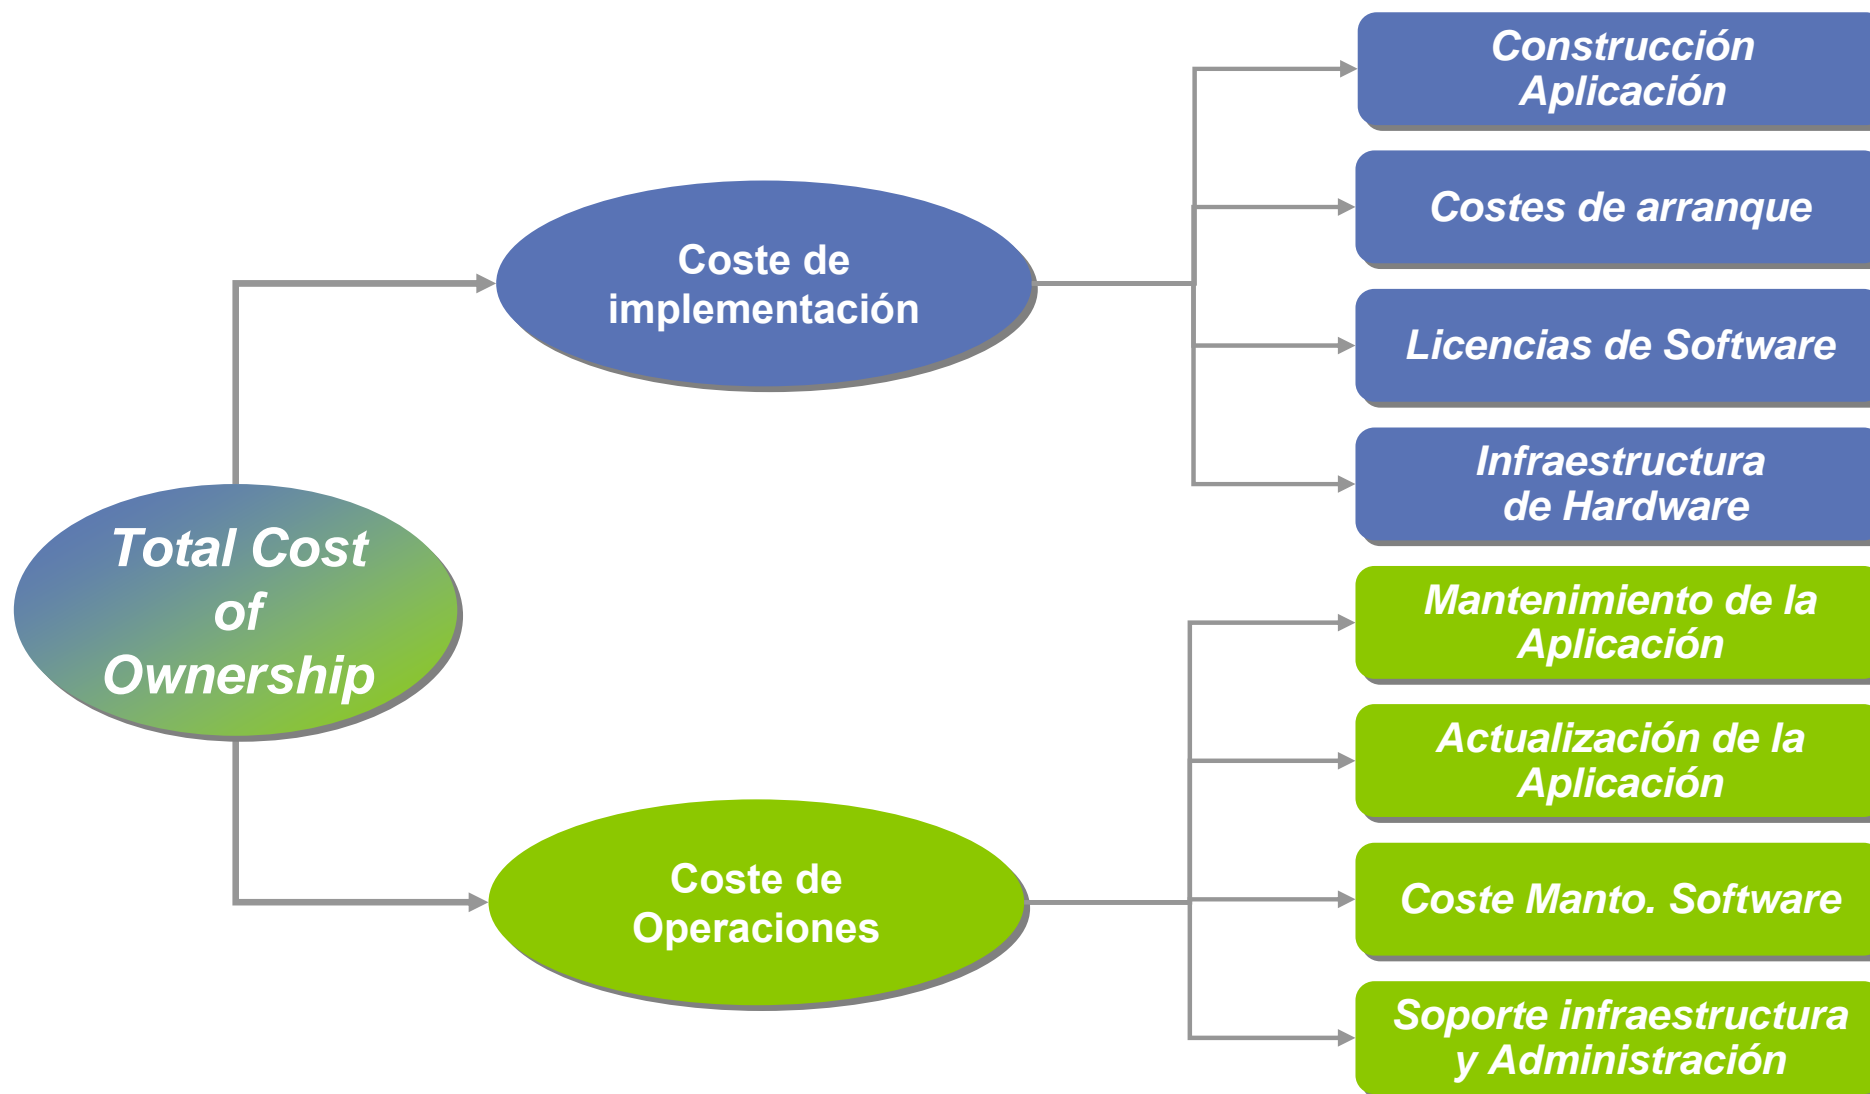 Total Cost
of
Ownership
Coste de
implementación
Construcción
Aplicación
Costes de arranque
Licencias de Software
Infraestructura
de Hardware
Coste de
Operaciones
Mantenimiento de la
Aplicación
Actualización de la
Aplicación
Coste Manto. Software
Soporte infraestructura
y Administración